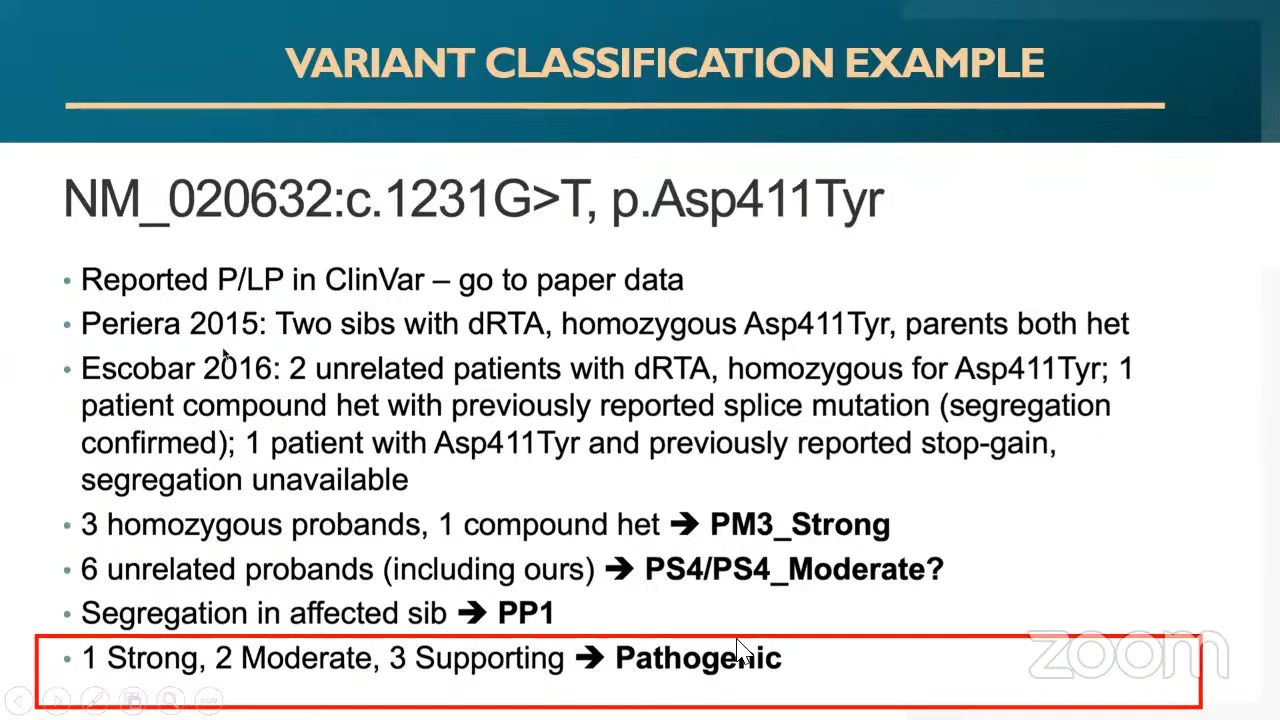 VARIANT CLASSIFICATION EXAMPLE
NM_020632:c.1231G>T, p.Asp411Tyr
• Reported P/LP in ClinVar – go to paper data
• Periera 2015: Two sibs with dRTA, homozygous Asp411Tyr, parents both het
• Escobar 2016: 2 unrelated patients with dRTA, homozygous for Asp411Tyr; 1
patient compound het with previously reported splice mutation (segregation
confirmed); 1 patient with Asp411Tyr and previously reported stop-gain,
segregation unavailable
• 3 homozygous probands, 1 compound het ➔ PM3_Strong
• 6 unrelated probands (including ours) ➔ PS4/PS4_Moderate?
• Segregation in affected sib ➔ PP1
• 1 Strong, 2 Moderate, 3 Supporting ➔ Pathogenic
zoom